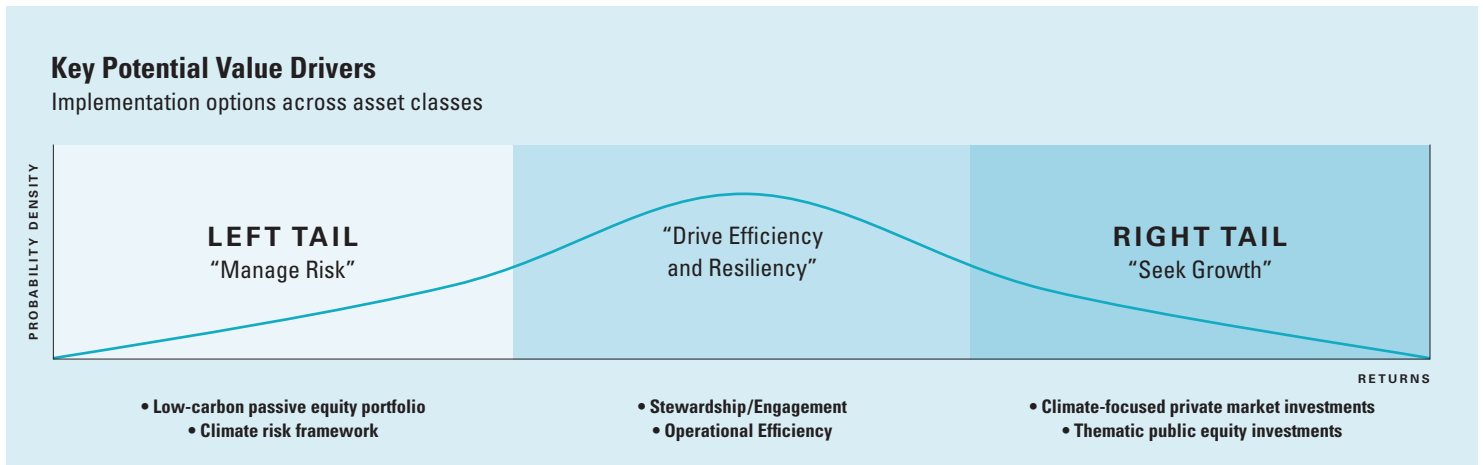 Key Potential Value Drivers
Implementation options across asset classes
PROBABILITY DENSITY
LEFT TAIL
“Manage Risk”
“Drive Efficiency
and Resiliency”
RIGHT TAIL
“Seek Growth”
RETURNS
• Low-carbon passive equity portfolio
• Climate risk framework
• Stewardship/Engagement
• Operational Efficiency
• Climate-focused private market investments
• Thematic public equity investments